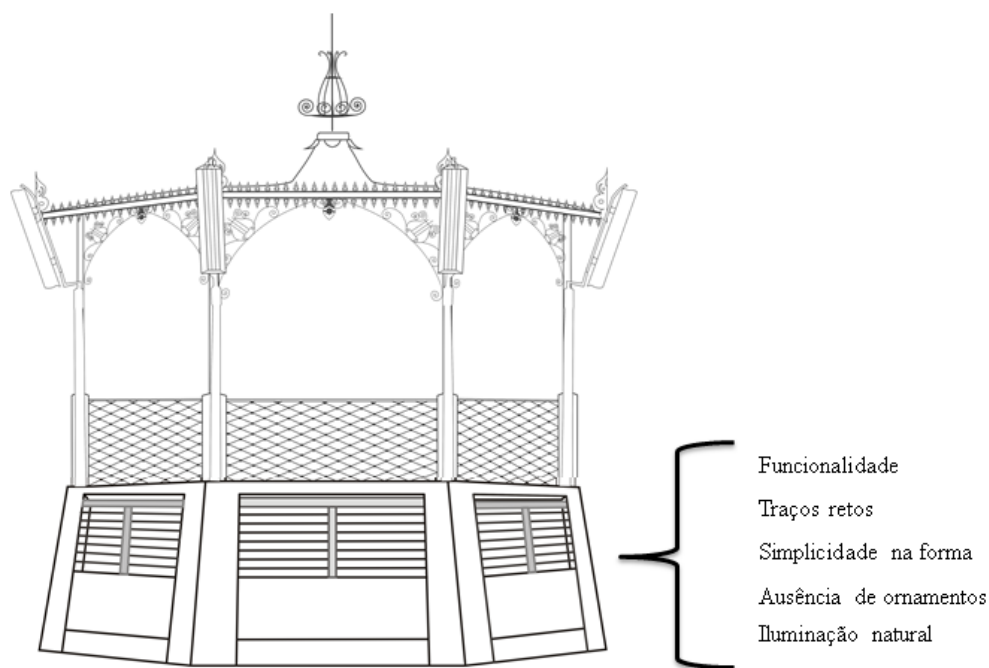 Funcionalidade
Traços retos
Simplicidade na forma
Ausência de ornamentos
Iluminação natural